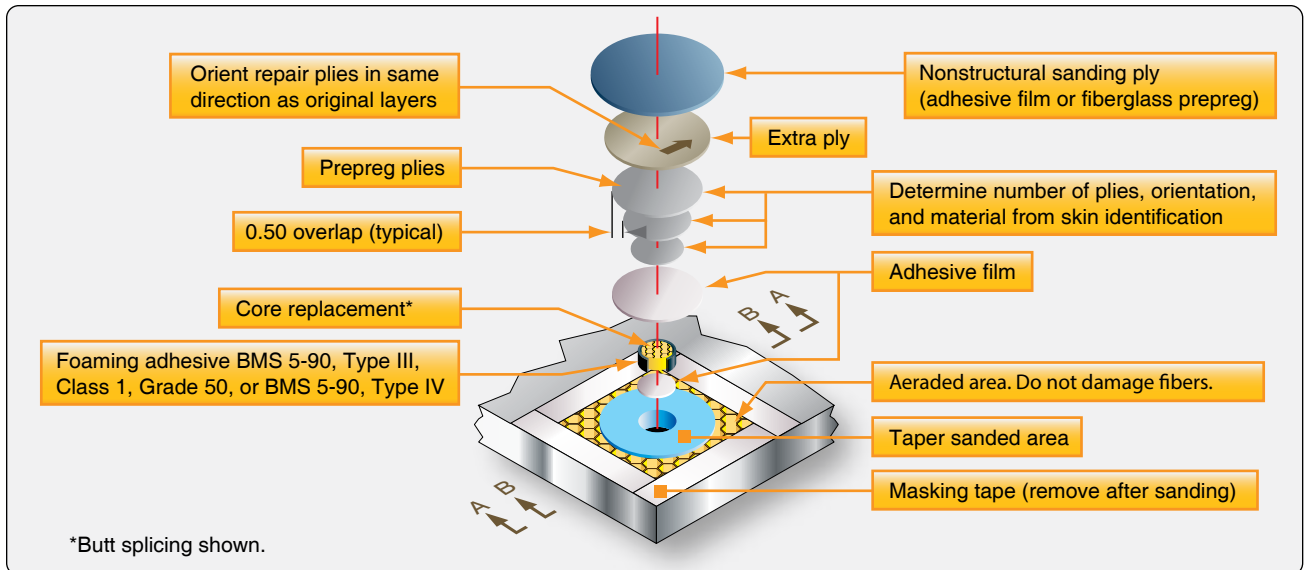 Orient repair plies in same
direction as original layers
Nonstructural sanding ply
(adhesive film or fiberglass prepreg)
Extra ply
Prepreg plies
Determine number of plies, orientation,
and material from skin identification
0.50 overlap (typical)
Adhesive film
Core replacement*
B
A
Foaming adhesive BMS 5-90, Type III,
Class 1, Grade 50, or BMS 5-90, Type IV
Aeraded area. Do not damage fibers.
Taper sanded area
Masking tape (remove after sanding)
A
B
*Butt splicing shown.